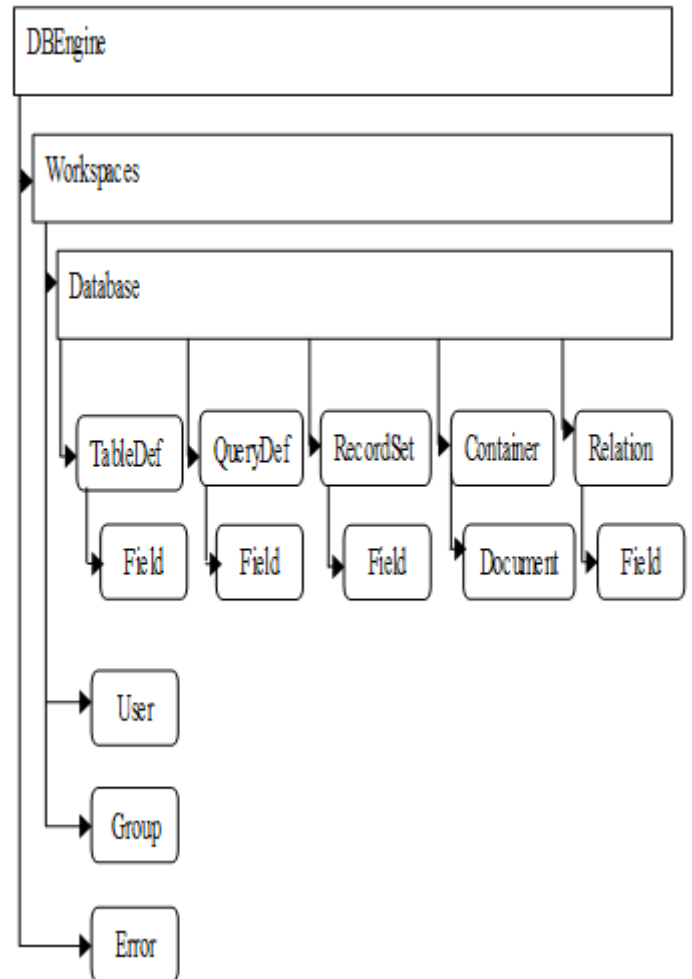 DBEngine
Workspaces
Database
TableDef QueryDef RecordSet Container Relation
Field Field Field Document Field
User
Group
Error